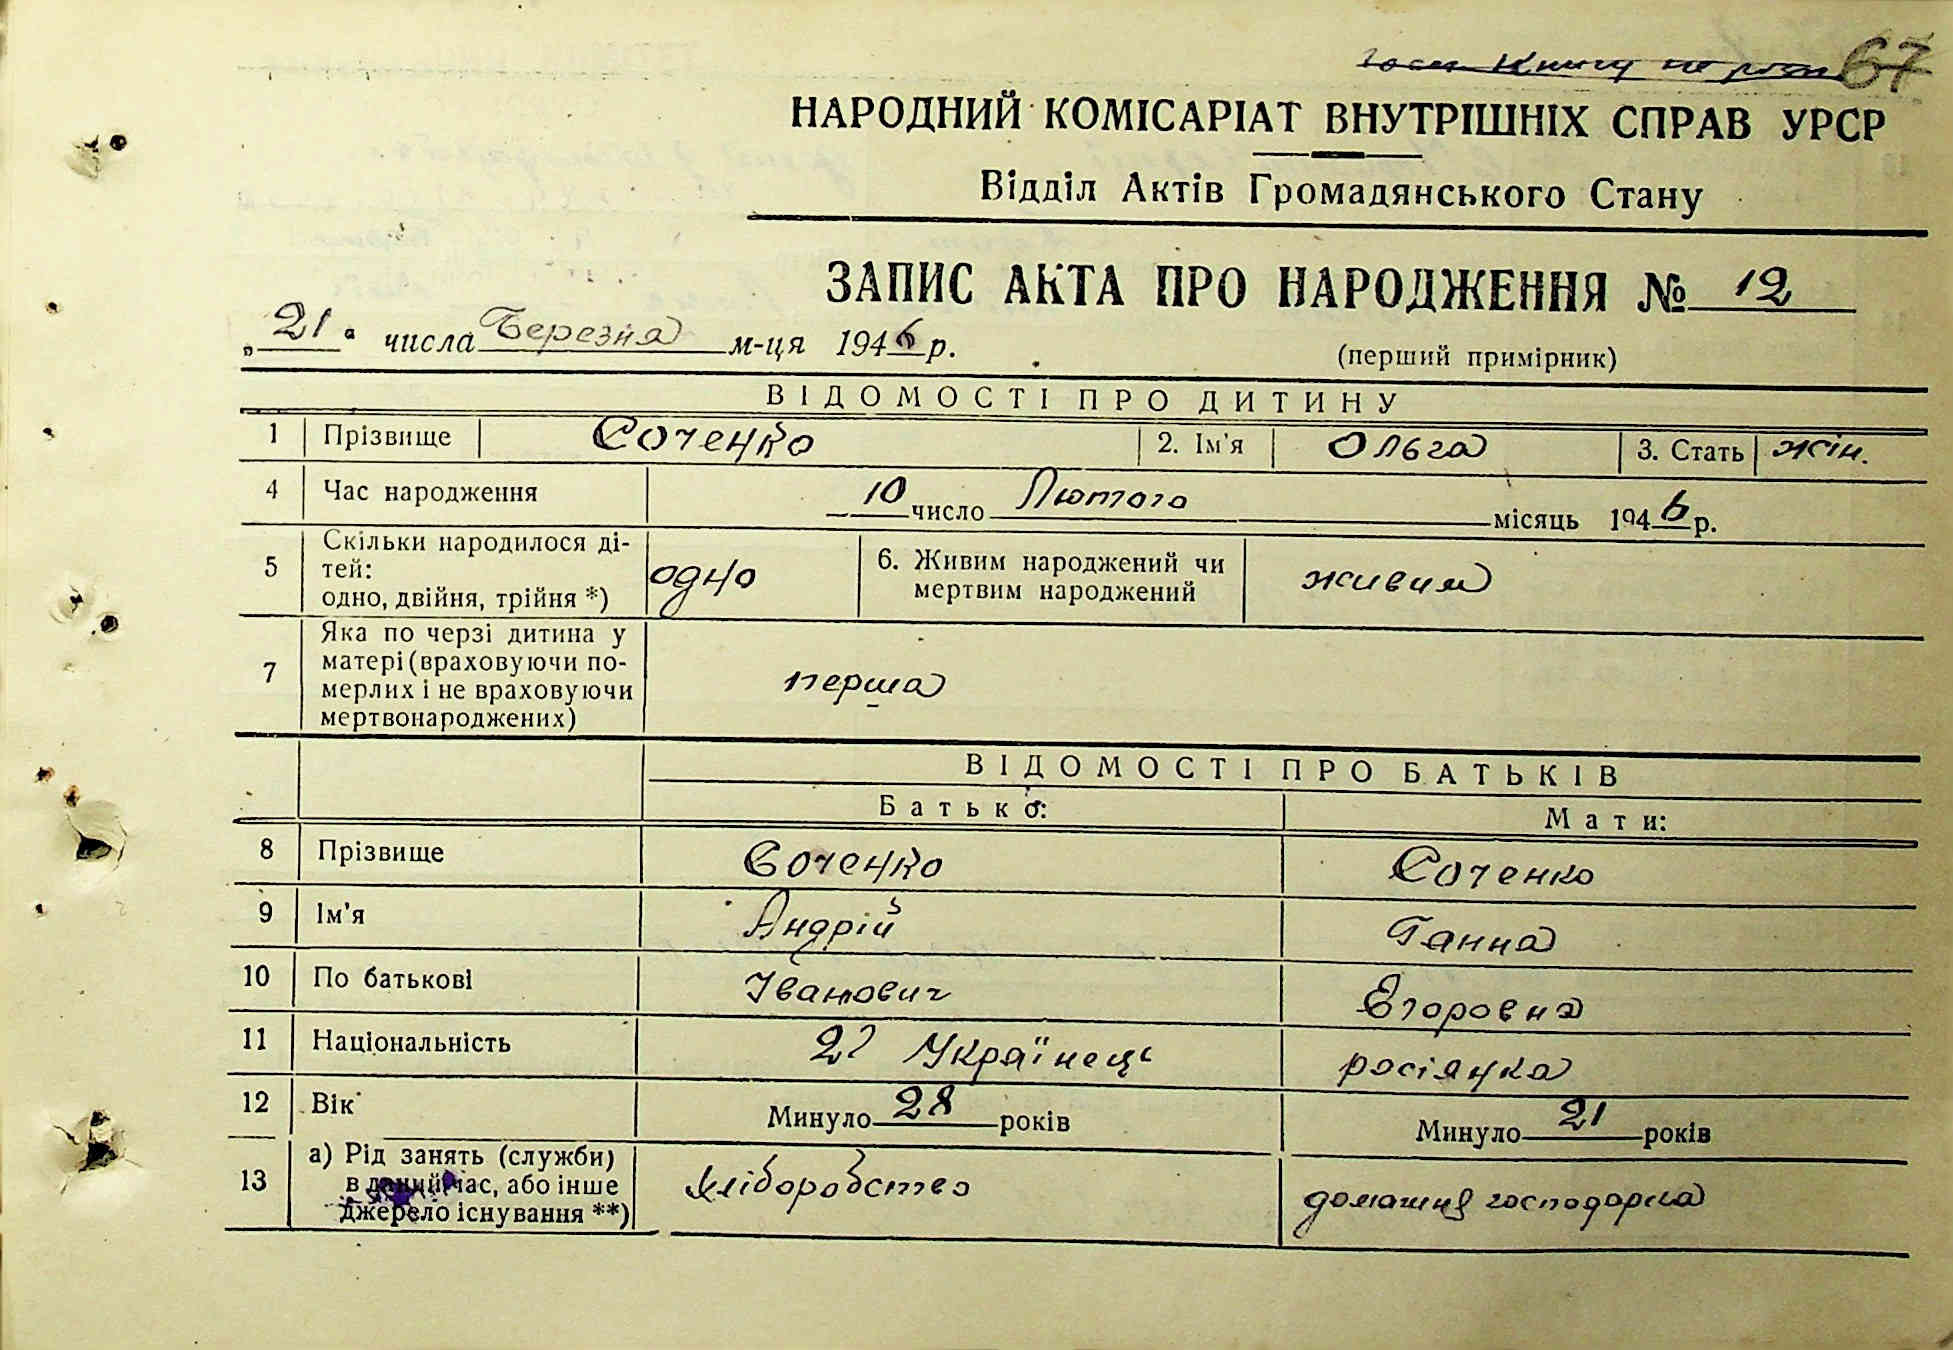 67
НАРОДНИЙ КОМІСАРІАТ ВНУТРІШНІХ СПРАВ УРСР
Відділ Актів Громадянського Стану
ЗАПИС АКТА ПРО НАРОДЖЕННЯ № 12
„21“ числа Березня м-ця 1946 р.
(перший примірник)
ВІДОМОСТІ ПРО ДИТИНУ
1 Прізвище Соченко 2. Ім'я Ольга 3. Стать жін.
4 Час народження 10 число Лютого місяць 1946 р.
5 Скільки народилося ді-
тей:
одно, двійня, трійня *) одно
6. Живим народжений чи
мертвим народжений живим
7 Яка по черзі дитина у
матері (враховуючи по-
мерлих і не враховуючи
мертвонароджених) перша
ВІДОМОСТІ ПРО БАТЬКІВ
Батько: Мати:
8 Прізвище Соченко Соченко
9 Ім'я Андрій Ганна
10 По батькові Іванович Егоровна
11 Національність Українець росіянка
12 Вік Минуло 28 років Минуло 21 років
13 а) Рід занять (служби)
в даний час, або інше
джерело існування **) хліборобство домашня господарка